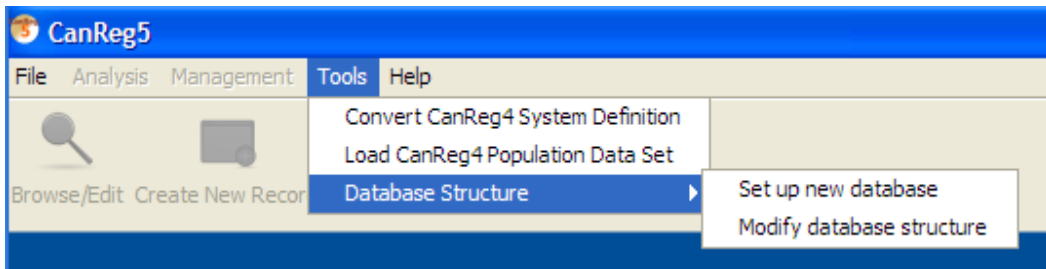 CanReg5
File Analysis Management Tools Help
Convert CanReg4 System Definition
Load CanReg4 Population Data Set
Database Structure
Set up new database
Modify database structure
Browse/Edit Create New Recor